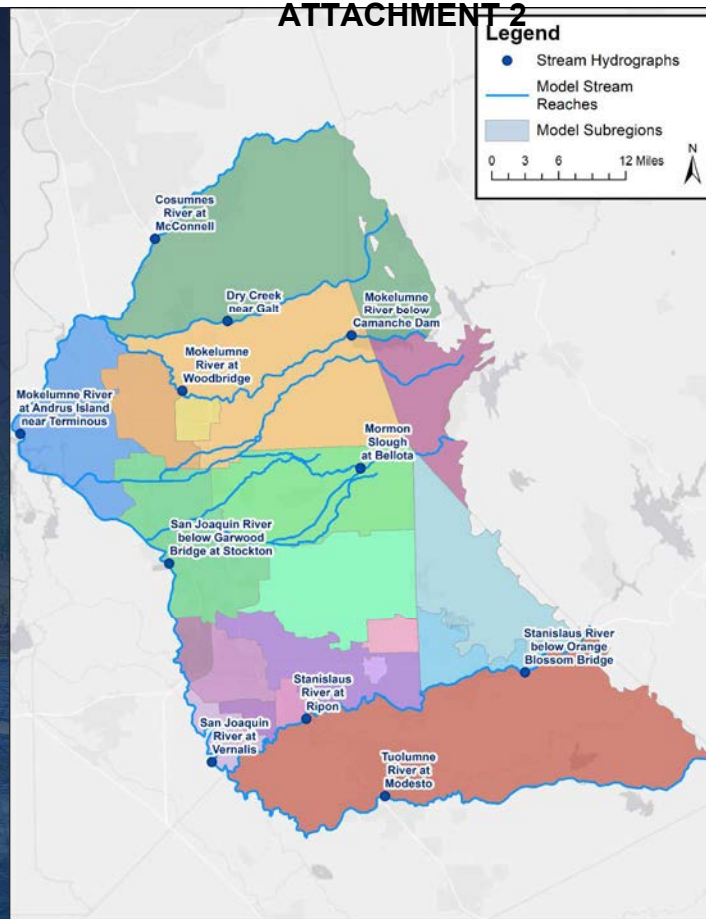 ATTACHMENT 2
Legend
Stream Hydrographs
Model Stream
Reaches
Model Subregions
0 3 6 12 Miles
N
Cosumnes
River at
McConnell
Dry Creek
near Galt
Mokelumne
River below
Camanche Dam
Mokelumne
River at
Woodbridge
Mokelumne River
at Andrus Island
near Terminous
Mormon
Slough
at Bellota
San Joaquin River
below Garwood
Bridge at Stockton
Stanislaus River
below Orange
Blossom Bridge
Stanislaus
River at
Ripon
San Joaquin
River at
Vernalis
Tuolumne
River at
Modesto